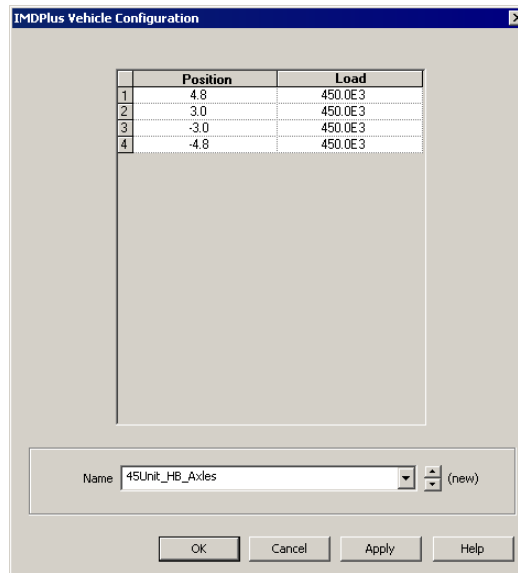 IMDPlus Vehicle Configuration
Position Load
1 4.8 450.0E3
2 3.0 450.0E3
3 -3.0 450.0E3
4 -4.8 450.0E3
Name 45Unit_HB_Axles (new)
OK Cancel Apply Help